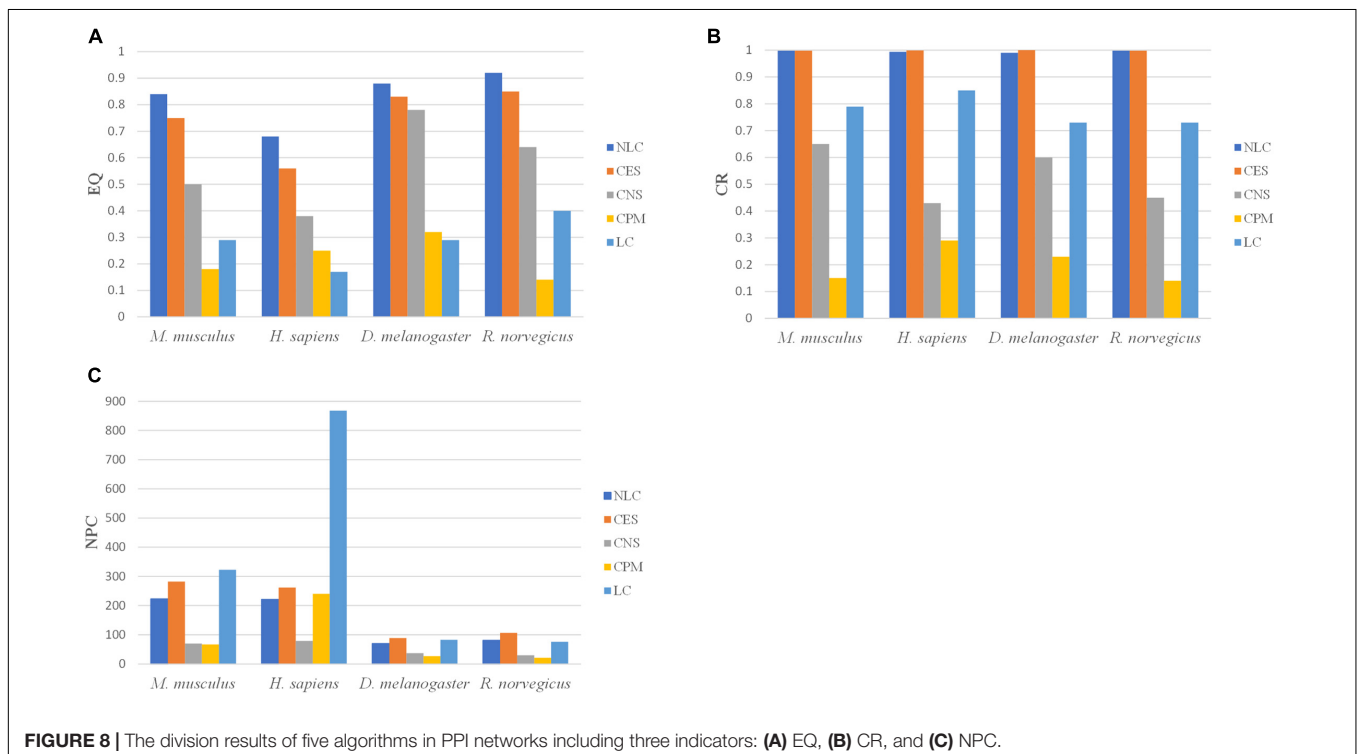 A
1
0.9
0.8
0.7
0.6
0.5
0.4
0.3
0.2
0.1
0
EQ
M. musculus H. sapiens D. melanogaster R. norvegicus
NLC
CES
CNS
CPM
LC
B
1
0.9
0.8
0.7
0.6
0.5
0.4
0.3
0.2
0.1
0
CR
M. musculus H. sapiens D. melanogaster R. norvegicus
NLC
CES
CNS
CPM
LC
C
900
800
700
600
500
400
300
200
100
0
NPC
M. musculus H. sapiens D. melanogaster R. norvegicus
NLC
CES
CNS
CPM
LC
FIGURE 8 | The division results of five algorithms in PPI networks including three indicators: (A) EQ, (B) CR, and (C) NPC.